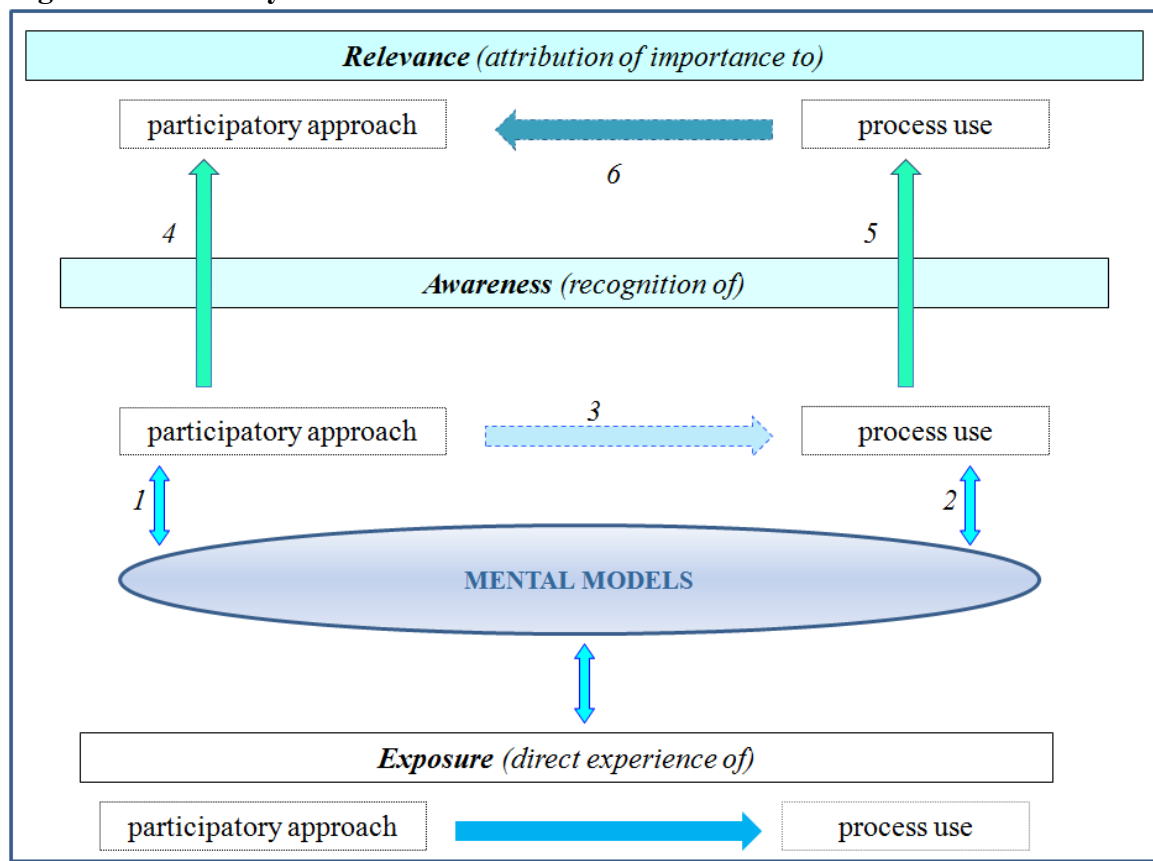 Relevance (attribution of importance to)
participatory approach
process use
6
4
5
Awareness (recognition of)
3
participatory approach
process use
1
2
MENTAL MODELS
Exposure (direct experience of)
participatory approach
process use